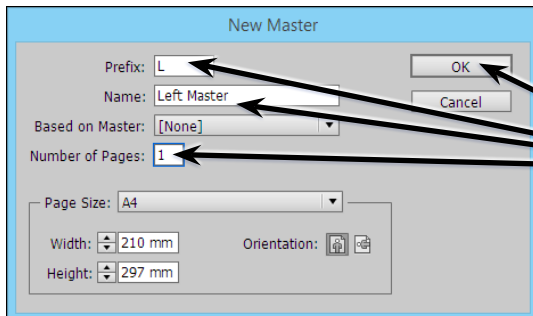 New Master
Prefix: L
OK
Name: Left Master
Cancel
Based on Master: [None]
Number of Pages: 1
Page Size: A4
Width: 210 mm
Orientation:
Height: 297 mm